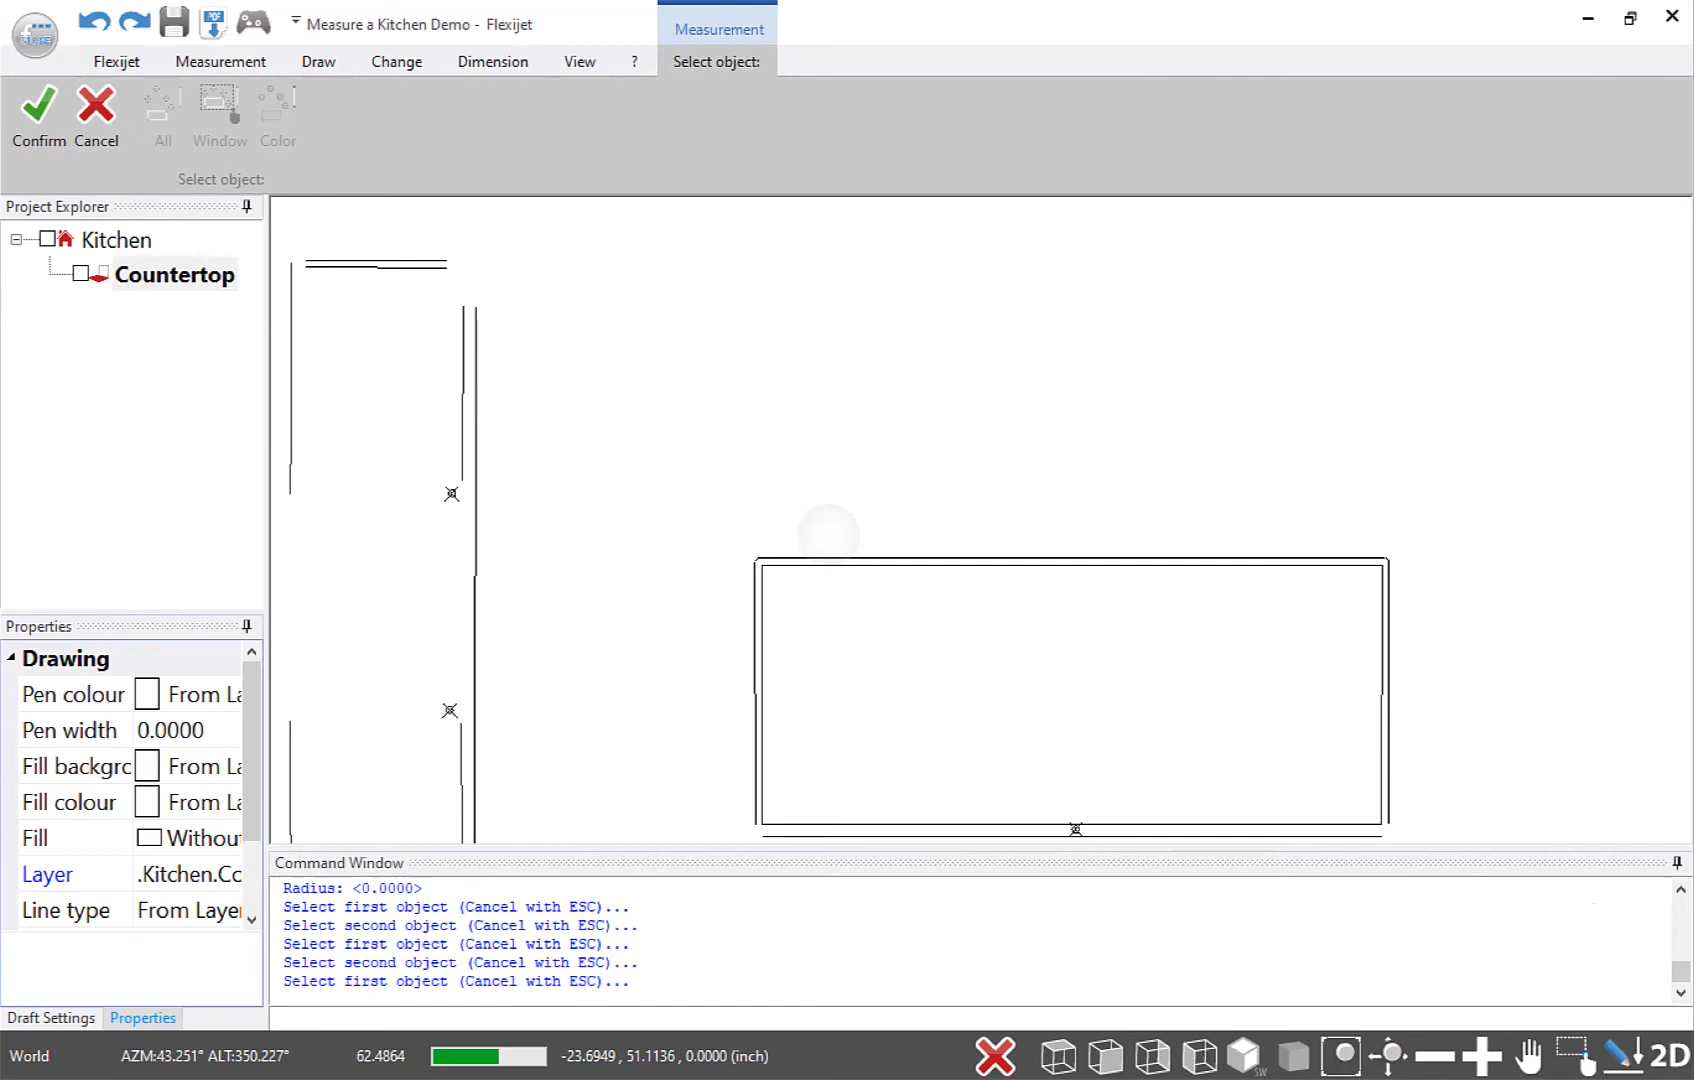 PDF
Measure a Kitchen Demo - Flexijet
Measurement
Flexijet
Measurement
Draw
Change
Dimension
View
?
Select object:
Confirm
Cancel
All
Window
Color
Select object:
Project Explorer
Kitchen
Countertop
Properties
Drawing
Pen colour From La
Pen width 0.0000
Fill backgrc From La
Fill colour From La
Fill Without
Layer .Kitchen.Cc
Line type From Layer
Draft Settings
Properties
Command Window
Radius: <0.0000>
Select first object (Cancel with ESC)...
Select second object (Cancel with ESC)...
Select first object (Cancel with ESC)...
Select second object (Cancel with ESC)...
Select first object (Cancel with ESC)...
World
AZM:43.251° ALT:350.227°
62.4864
-23.6949 , 51.1136 , 0.0000 (inch)
SW
2D